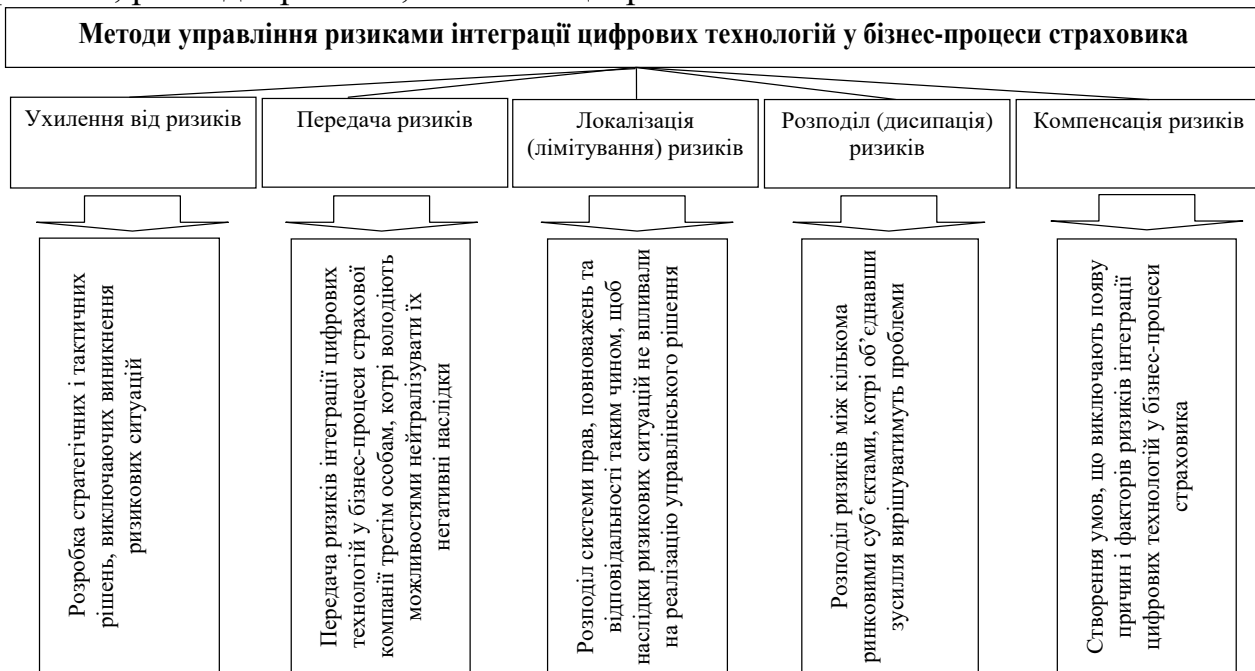 Методи управління ризиками інтеграції цифрових технологій у бізнес-процеси страховика
Ухилення від ризиків
Передача ризиків
Локалізація
(лімітування) ризиків
Розподіл (дисипація)
ризиків
Компенсація ризиків
Розробка стратегічних і тактичних
рішень, виключаючих виникнення
ризикових ситуацій
Передача ризиків інтеграції цифрових
технологій у бізнес-процеси страхової
компанії третім особам, котрі володіють
можливостями нейтралізувати їх
негативні наслідки
Розподіл системи прав, повноважень та
відповідальності таким чином, щоб
наслідки ризикових ситуацій не впливали
на реалізацію управлінського рішення
Розподіл ризиків між кількома
ринковими суб’єктами, котрі об’єднавши
зусилля вирішуватимуть проблеми
Створення умов, що виключають появу
причин і факторів ризиків інтеграції
цифрових технологій у бізнес-процеси
страховика